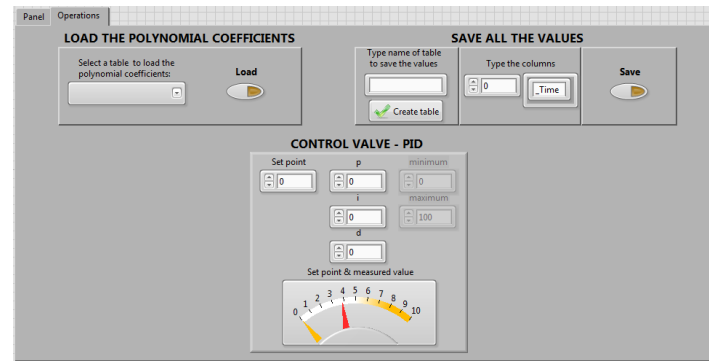 Panel
Operations
LOAD THE POLYNOMIAL COEFFICIENTS
Select a table to load the
polynomial coefficients:
Load
SAVE ALL THE VALUES
Type name of table
to save the values
Create table
Type the columns
0
_Time
Save
CONTROL VALVE - PID
Set point
p
minimum
0
0
0
i
maximum
0
100
d
0
Set point & measured value
0
1
2
3
4
5
6
7
8
9
10